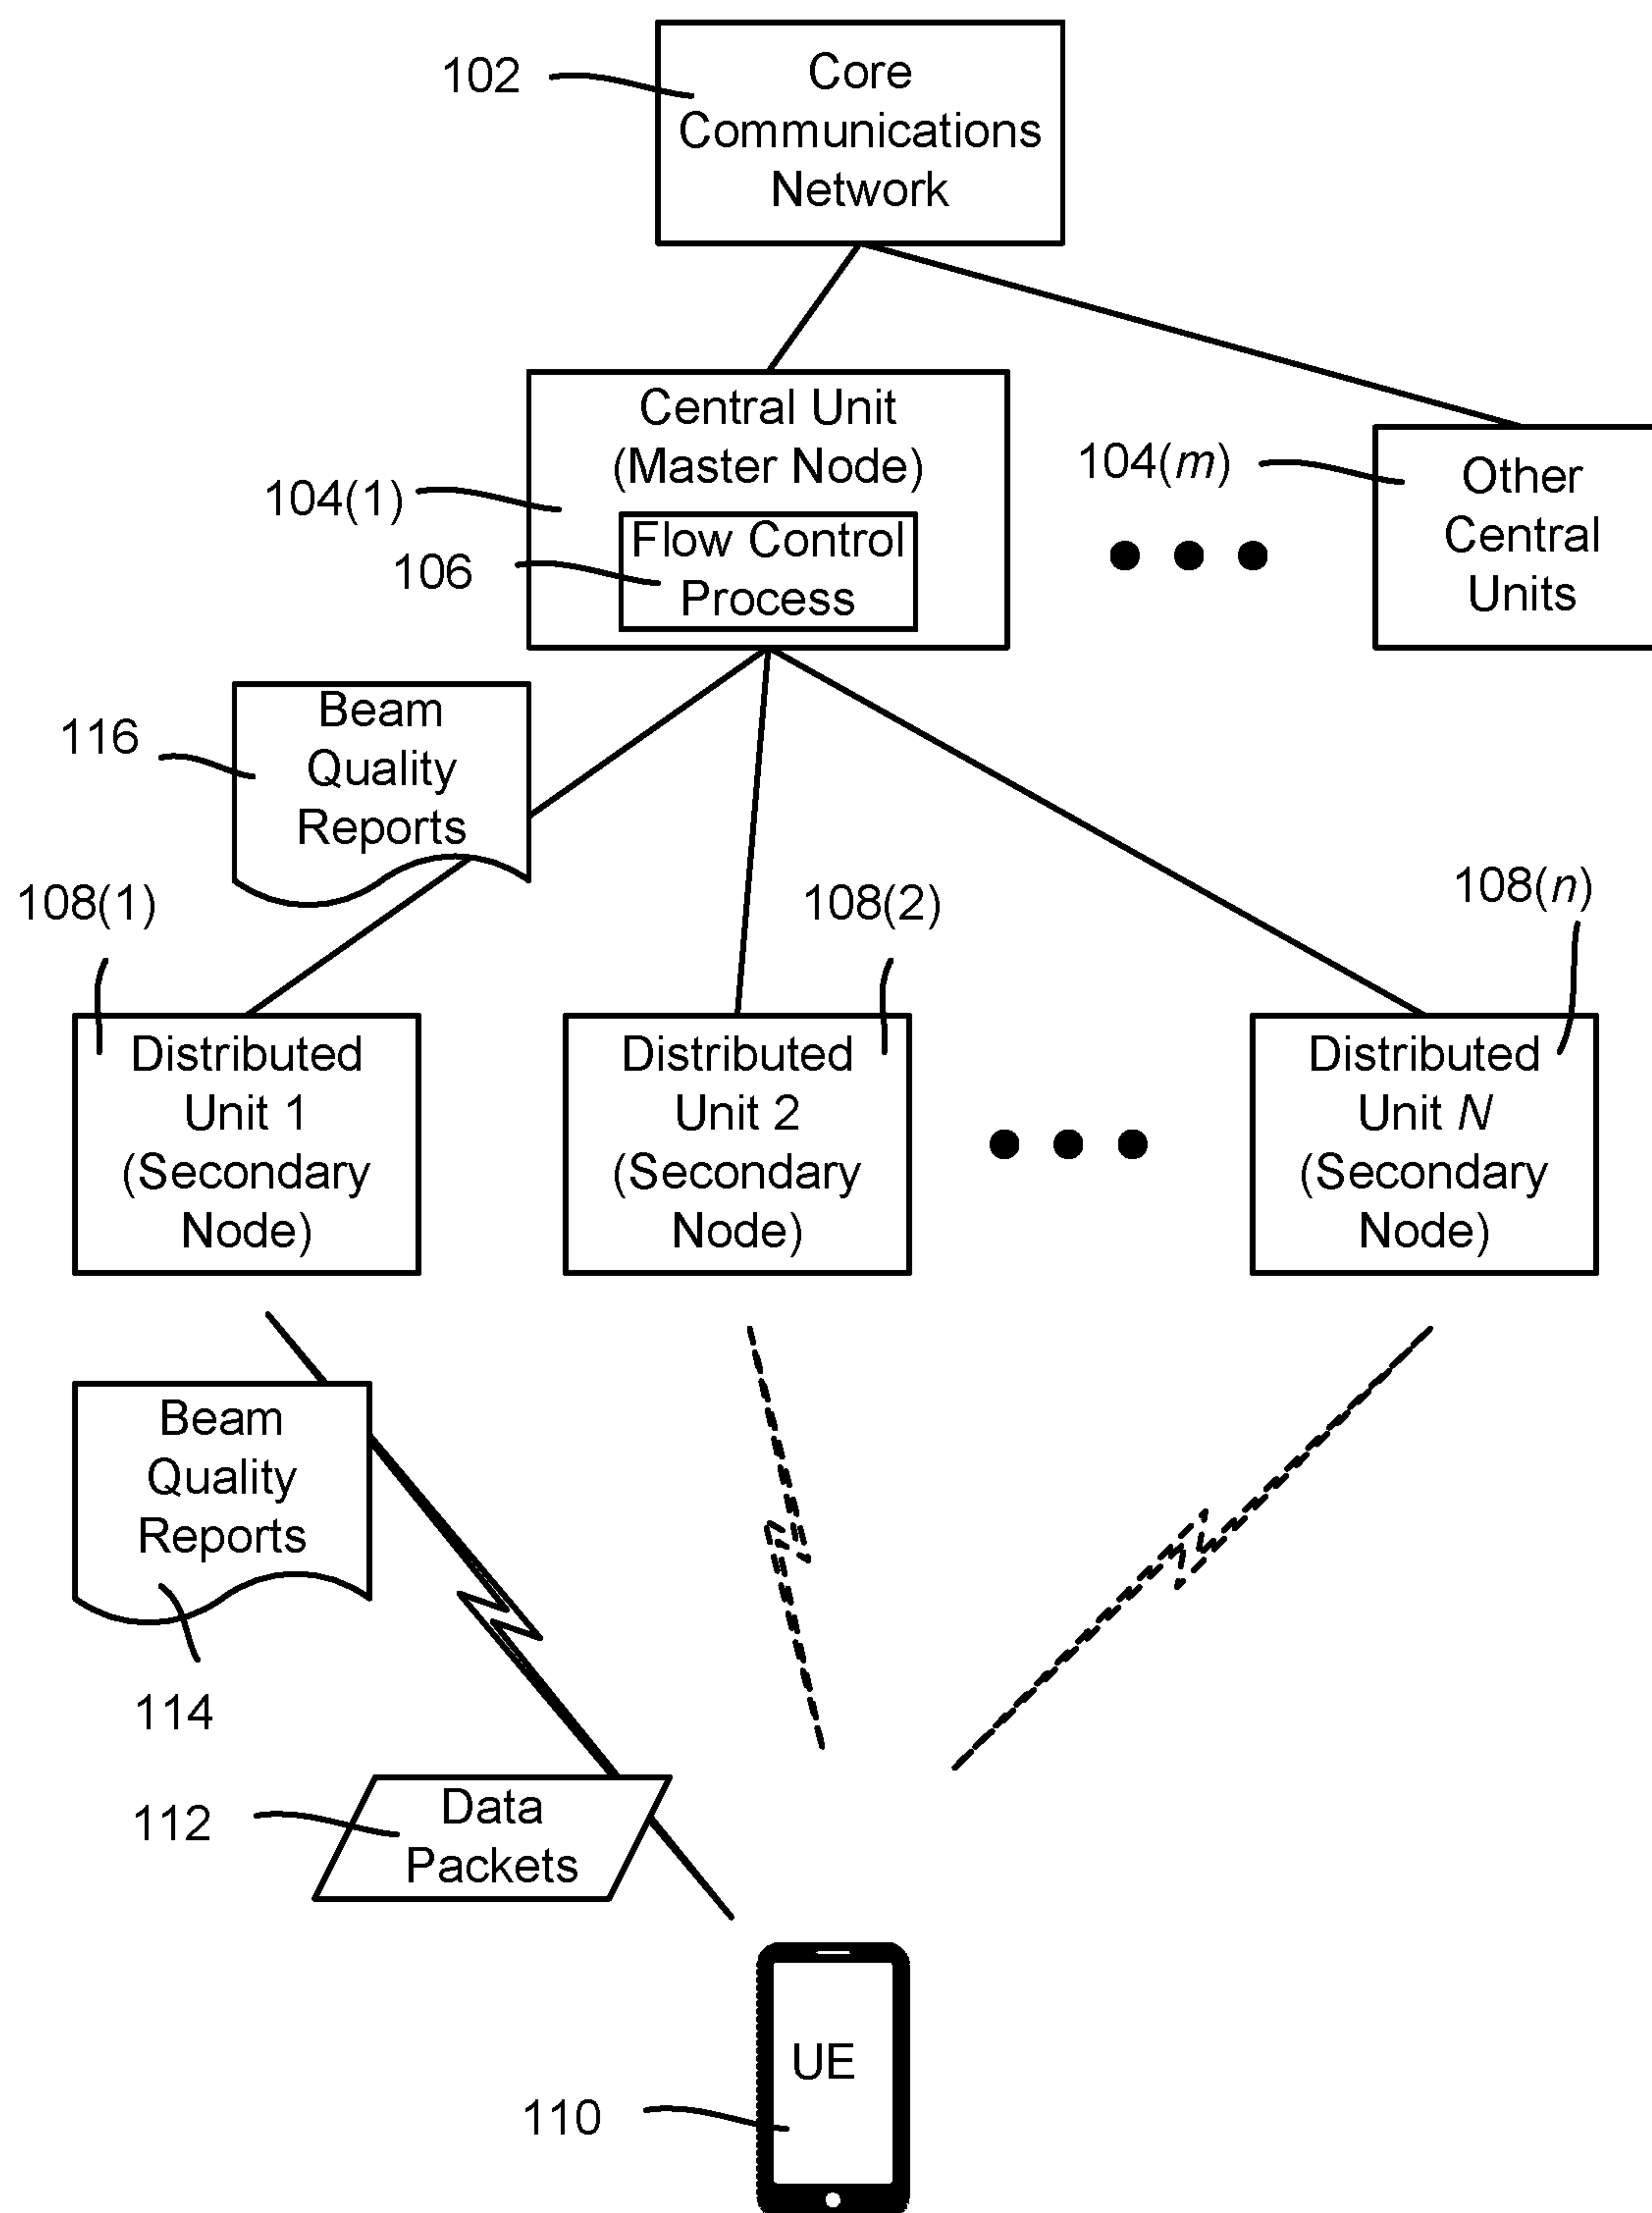 102
Core
Communications
Network
Central Unit
(Master Node)
104(1)
Flow Control
Process
106
104(m)
Other
Central
Units
Beam
Quality
Reports
116
108(1)
108(2)
108(n)
Distributed
Unit 1
(Secondary
Node)
Distributed
Unit 2
(Secondary
Node)
Distributed
Unit N
(Secondary
Node)
Beam
Quality
Reports
114
112
Data
Packets
UE
110